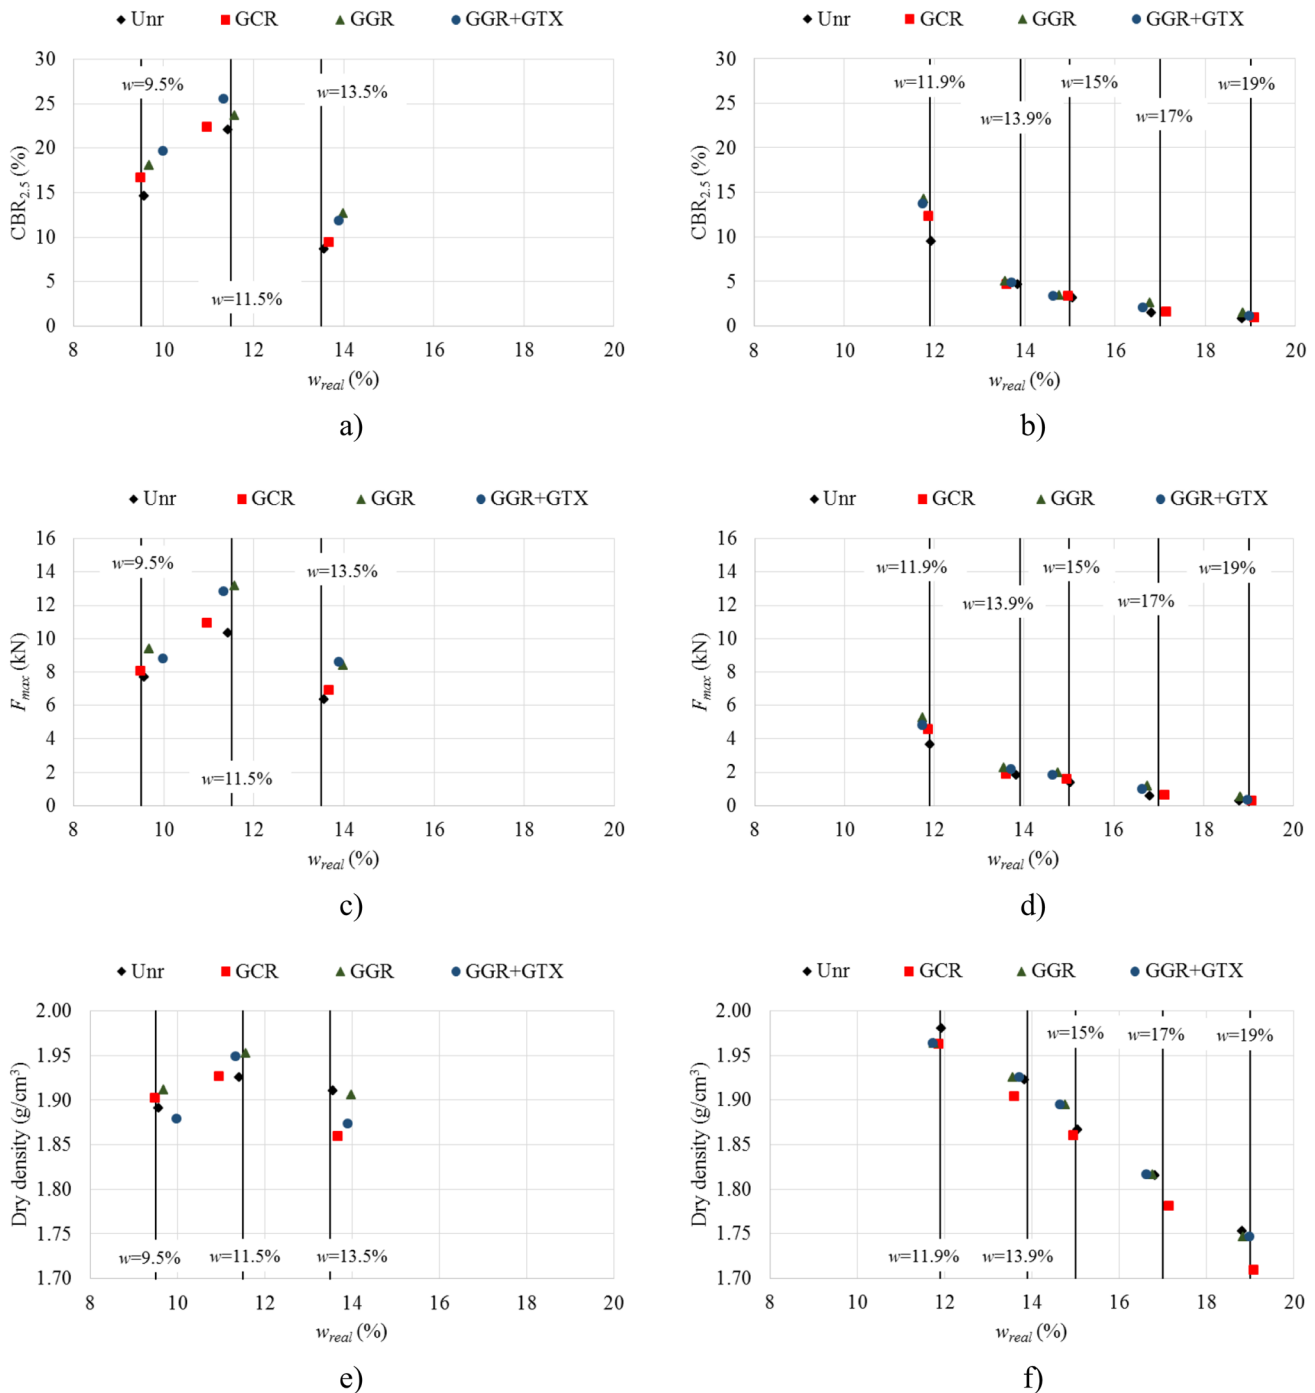 Unr GCR GGR GGR+GTX
30
25
20
15
10
5
0
CBR2.5 (%)
w=9.5%
w=13.5%
w=11.5%
8 10 12 14 16 18 20
wreal (%)
a)
Unr GCR GGR GGR+GTX
30
25
20
15
10
5
0
CBR2.5 (%)
w=11.9% w=15% w=19%
w=13.9% w=17%
8 10 12 14 16 18 20
wreal (%)
b)
Unr GCR GGR GGR+GTX
16
14
12
10
8
6
4
2
0
Fmax (kN)
w=9.5%
w=13.5%
w=11.5%
8 10 12 14 16 18 20
wreal (%)
c)
Unr GCR GGR GGR+GTX
16
14
12
10
8
6
4
2
0
Fmax (kN)
w=11.9% w=15% w=19%
w=13.9% w=17%
8 10 12 14 16 18 20
wreal (%)
d)
Unr GCR GGR GGR+GTX
2.00
1.95
1.90
1.85
1.80
1.75
1.70
Dry density (g/cm³)
w=9.5% w=11.5% w=13.5%
8 10 12 14 16 18 20
wreal (%)
e)
Unr GCR GGR GGR+GTX
2.00
1.95
1.90
1.85
1.80
1.75
1.70
Dry density (g/cm³)
w=15% w=17% w=19%
w=11.9% w=13.9%
8 10 12 14 16 18 20
wreal (%)
f)